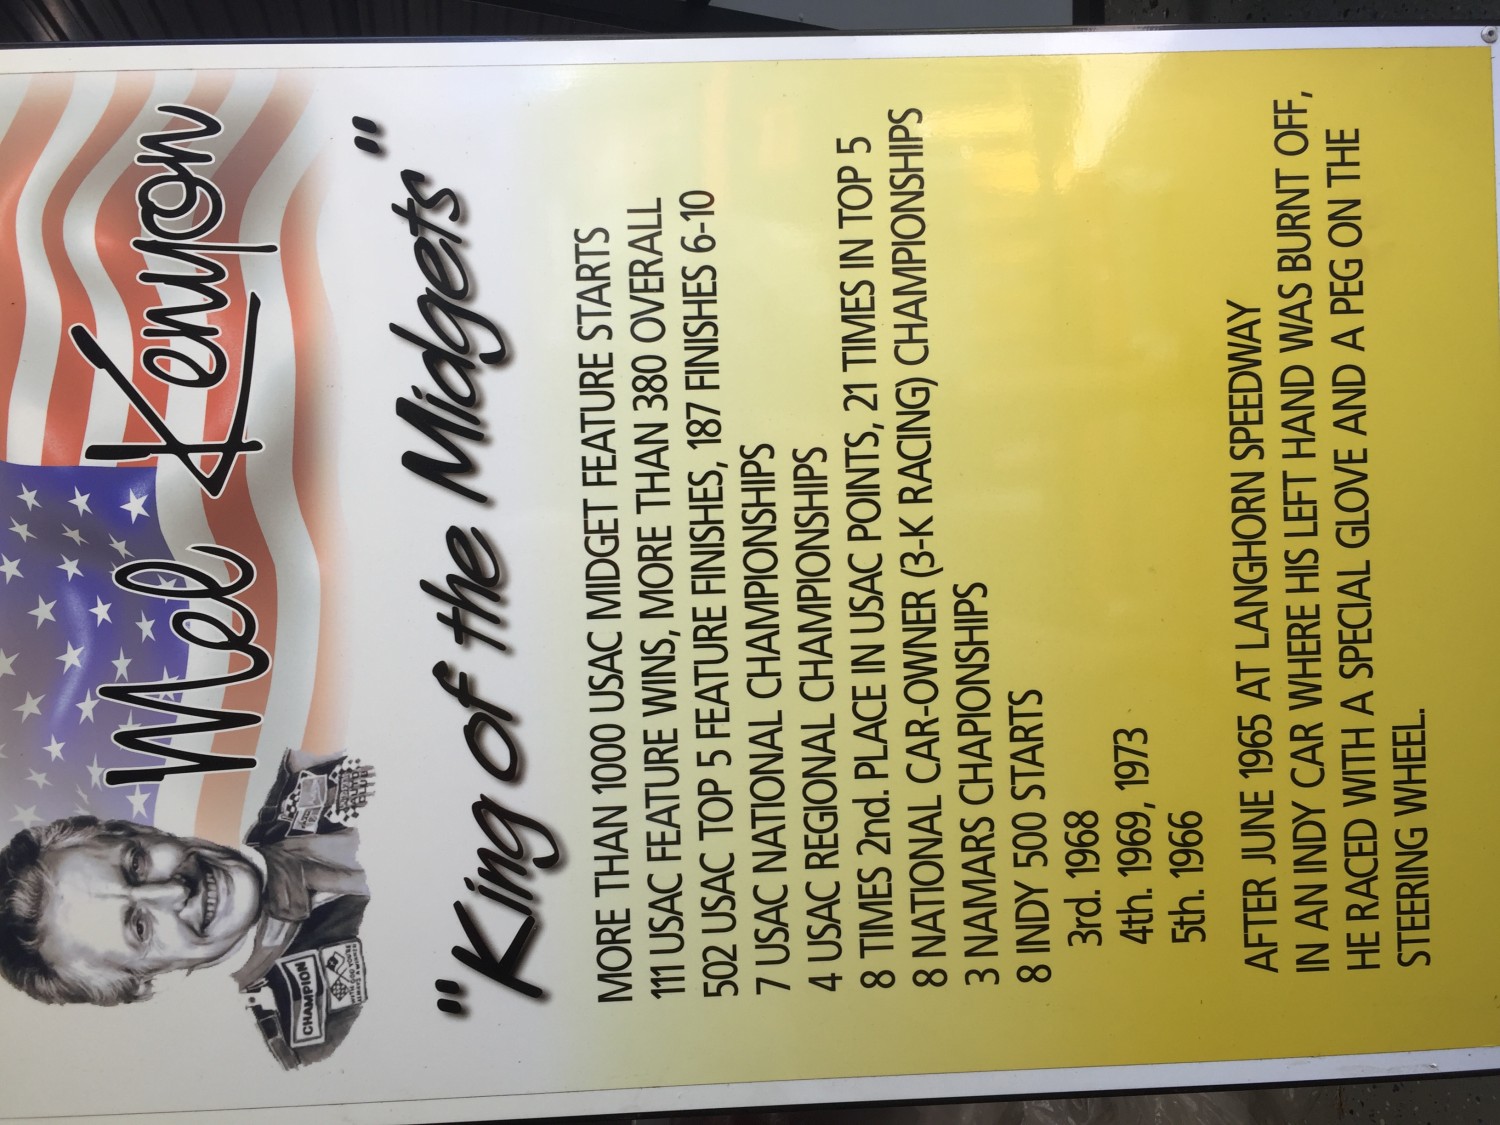 Mel Kenyon
CHAMPION
"King of the Midgets"
MORE THAN 1000 USAC MIDGET FEATURE STARTS
111 USAC FEATURE WINS, MORE THAN 380 OVERALL
502 USAC TOP 5 FEATURE FINISHES, 187 FINISHES 6-10
7 USAC NATIONAL CHAMPIONSHIPS
4 USAC REGIONAL CHAMPIONSHIPS
8 TIMES 2nd. PLACE IN USAC POINTS, 21 TIMES IN TOP 5
8 NATIONAL CAR-OWNER (3-K RACING) CHAMPIONSHIPS
3 NAMARS CHAPIONSHIPS
8 INDY 500 STARTS
3rd. 1968
4th. 1969, 1973
5th. 1966
AFTER JUNE 1965 AT LANGHORN SPEEDWAY
IN AN INDY CAR WHERE HIS LEFT HAND WAS BURNT OFF,
HE RACED WITH A SPECIAL GLOVE AND A PEG ON THE
STEERING WHEEL.